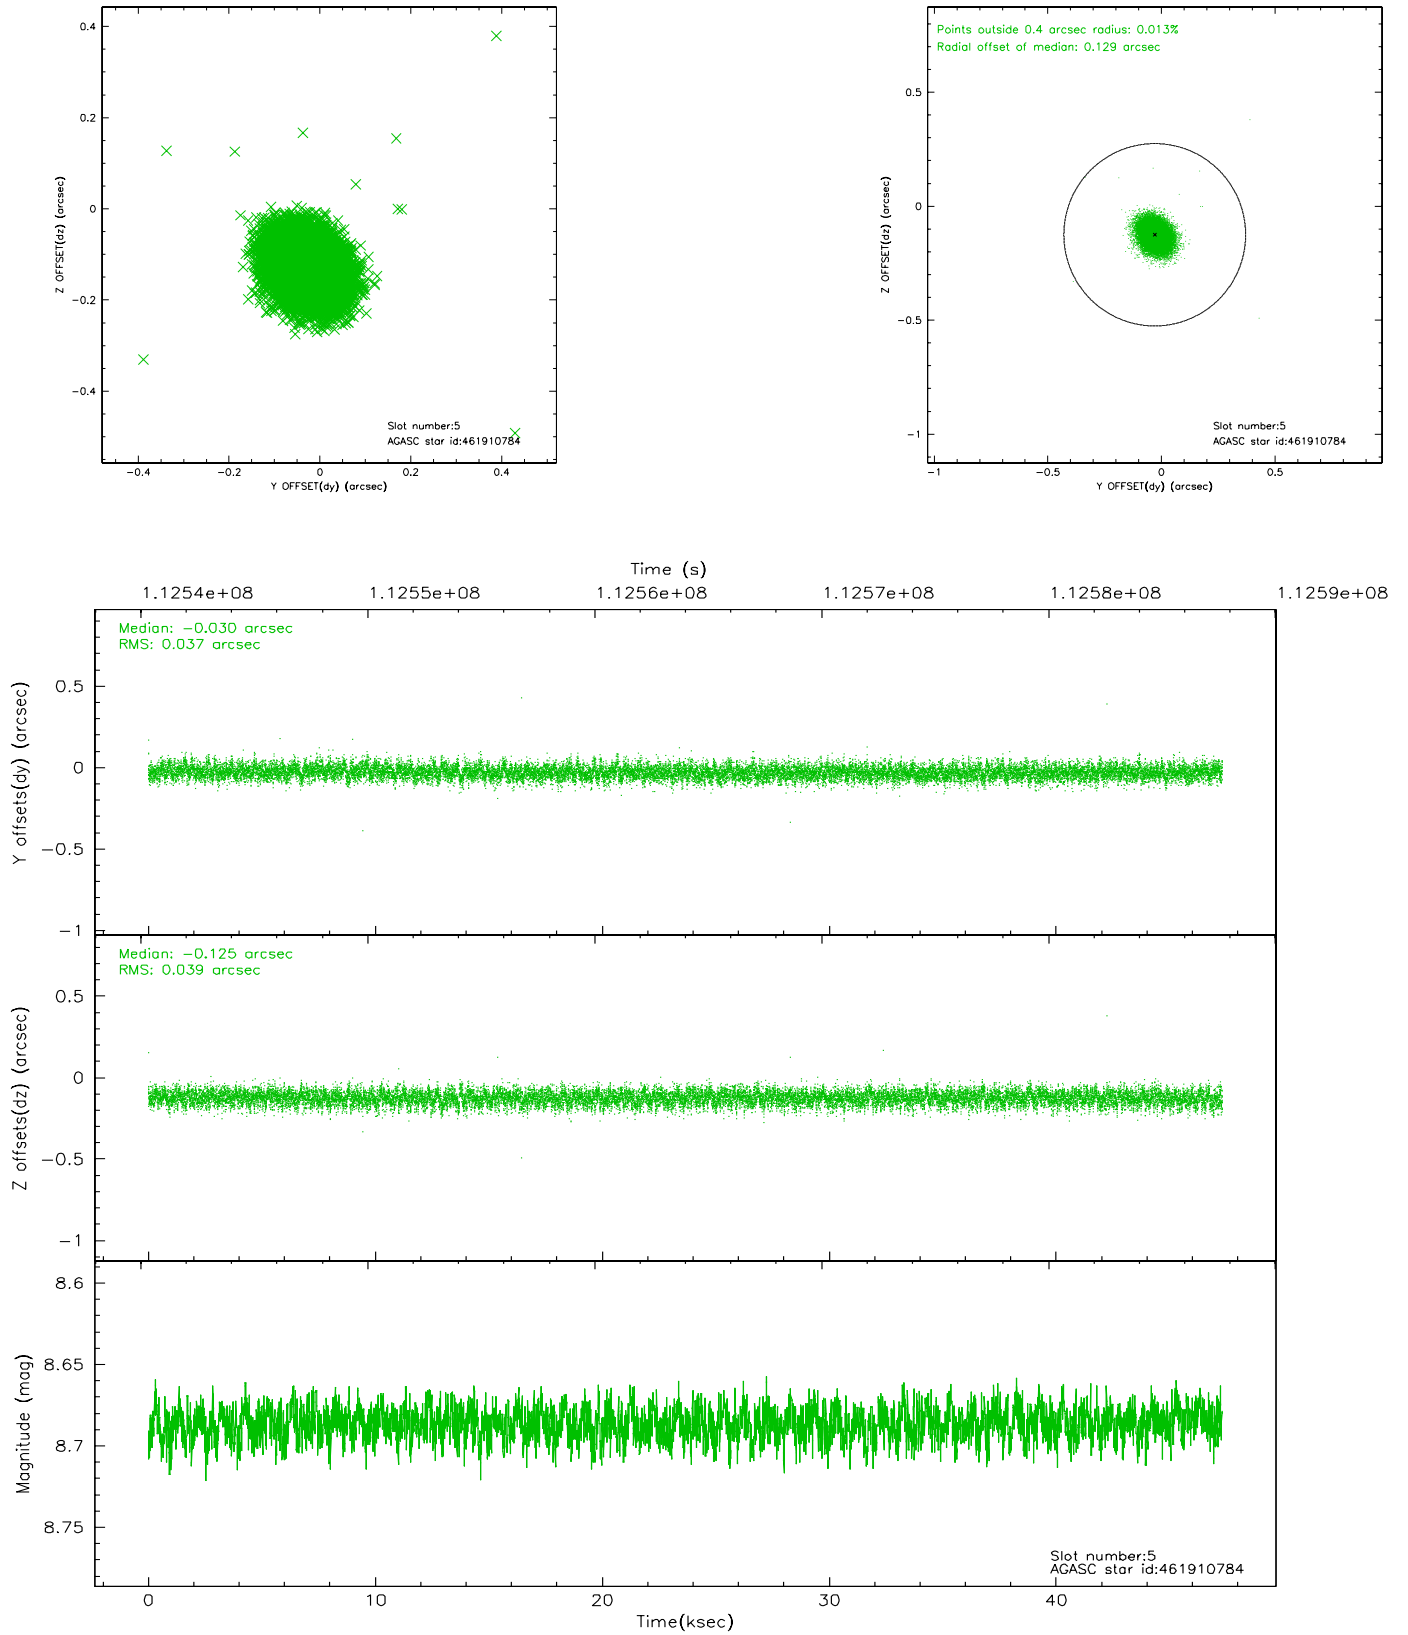 0.4
0.2
0
−0.2
−0.4
Z OFFSET(dz) (arcsec)
Slot number:5
AGASC star id:461910784
−0.4 −0.2 0 0.2 0.4
Y OFFSET(dy) (arcsec)
Points outside 0.4 arcsec radius: 0.013%
Radial offset of median: 0.129 arcsec
0.5
0
−0.5
−1
Z OFFSET(dz) (arcsec)
Slot number:5
AGASC star id:461910784
−1 −0.5 0 0.5
Y OFFSET(dy) (arcsec)
Time (s)
1.1254e+08 1.1255e+08 1.1256e+08 1.1257e+08 1.1258e+08 1.1259e+08
Median: −0.030 arcsec
RMS: 0.037 arcsec
0.5
0
−0.5
−1
Y offsets(dy) (arcsec)
Median: −0.125 arcsec
RMS: 0.039 arcsec
0.5
0
−0.5
−1
Z offsets(dz) (arcsec)
8.6
8.65
8.7
8.75
Magnitude (mag)
Slot number:5
AGASC star id:461910784
0 10 20 30 40
Time(ksec)